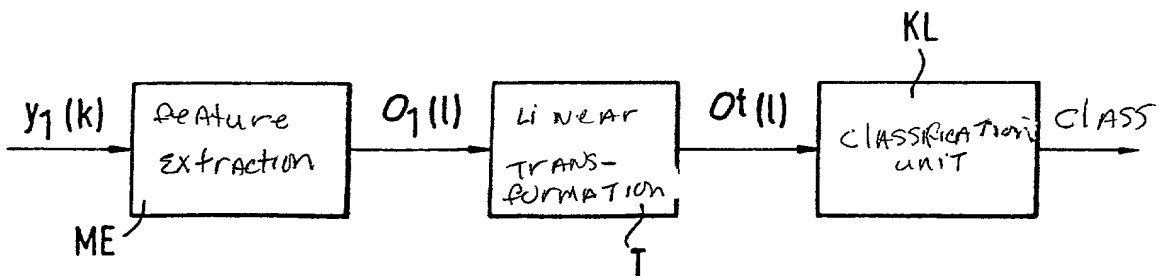 KL
y₁(k)
feature
extraction
O₁(l)
Linear
TRANS-
FORMATION
Oᵗ(l)
CLASSIFICATION
unit
CLASS
ME
T